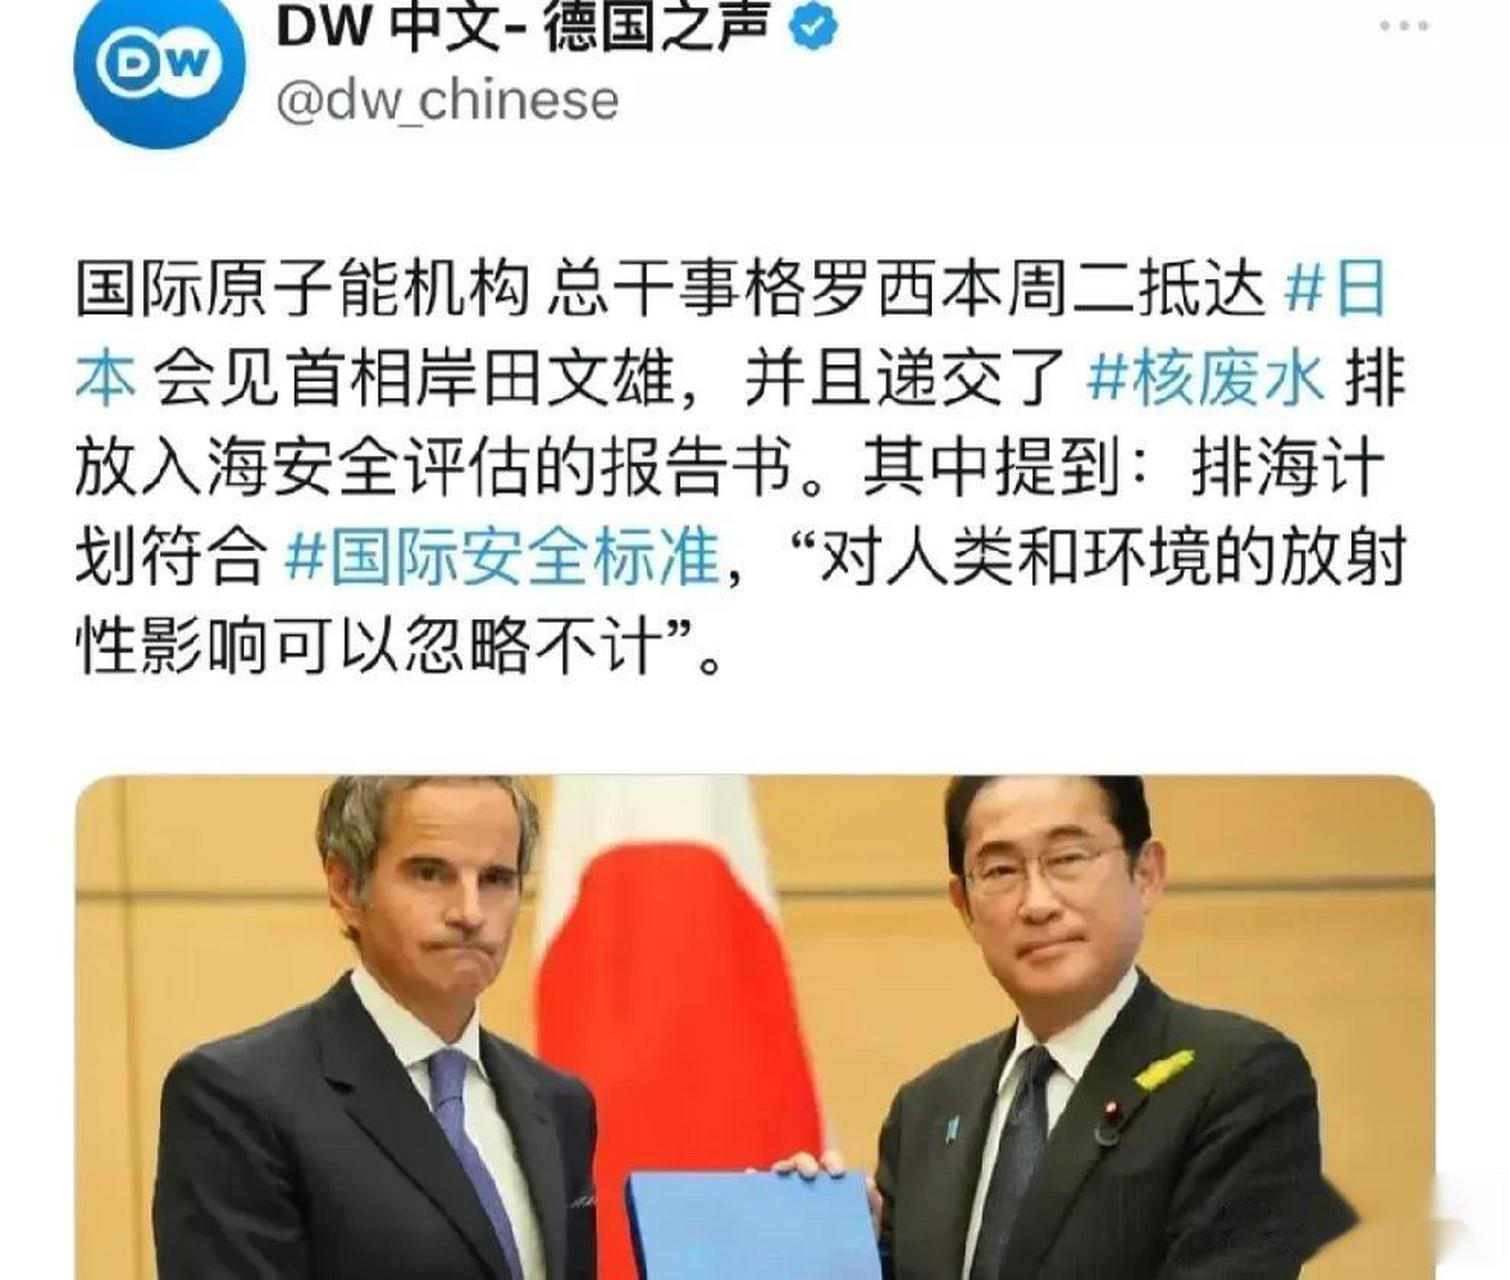 DW
DW 中文- 德国之声
@dw_chinese
国际原子能机构 总干事格罗西本周二抵达 #日
本 会见首相岸田文雄，并且递交了 #核废水 排
放入海安全评估的报告书。其中提到：排海计
划符合 #国际安全标准，“对人类和环境的放射
性影响可以忽略不计”。